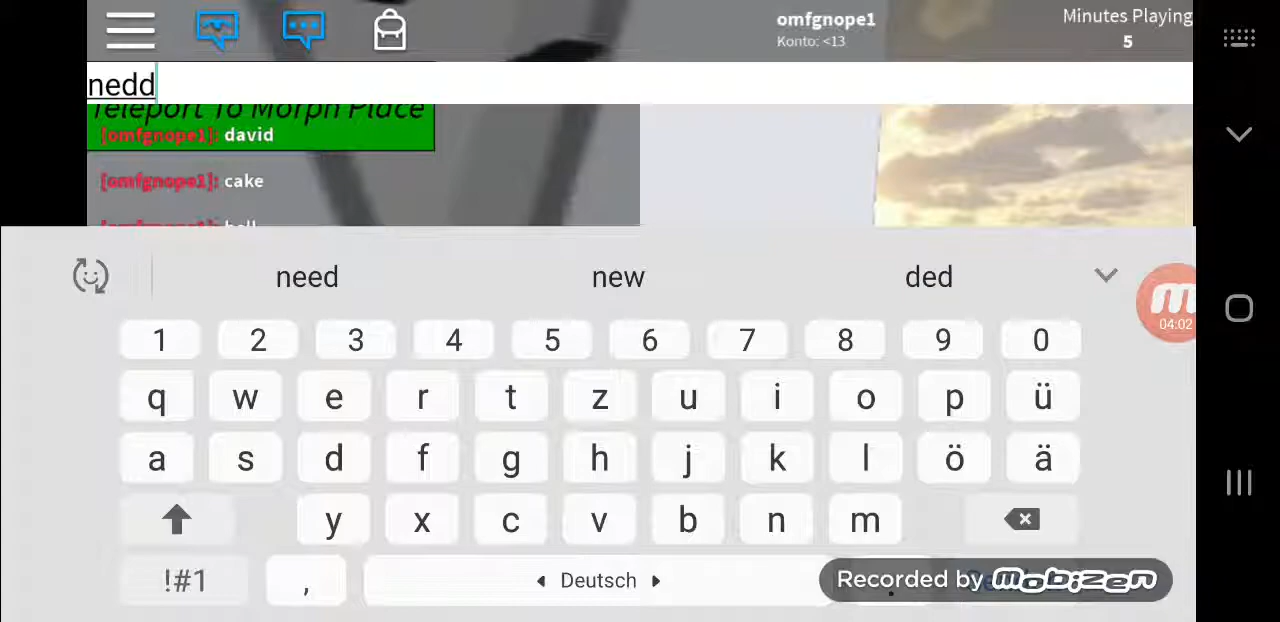 omfgnope1
Konto: <13
Minutes Playing
5
nedd
Teleport To Morph Place
[omfgnope1]: david
[omfgnope1]: cake
need new ded
04:02
1 2 3 4 5 6 7 8 9 0
q w e r t z u i o p ü
a s d f g h j k l ö ä
y x c v b n m
!#1 , Deutsch .
Recorded by mobizen